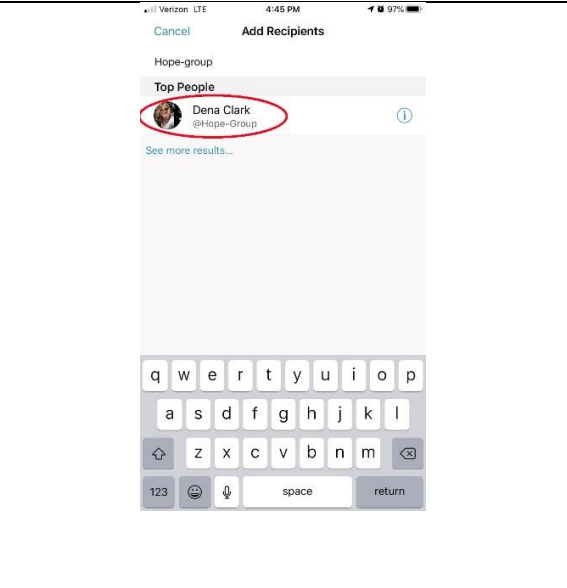 Verizon LTE 4:45 PM 97%
Cancel Add Recipients
Hope-group
Top People
Dena Clark
@Hope-Group
See more results...
q w e r t y u i o p
a s d f g h j k l
z x c v b n m
123 space return